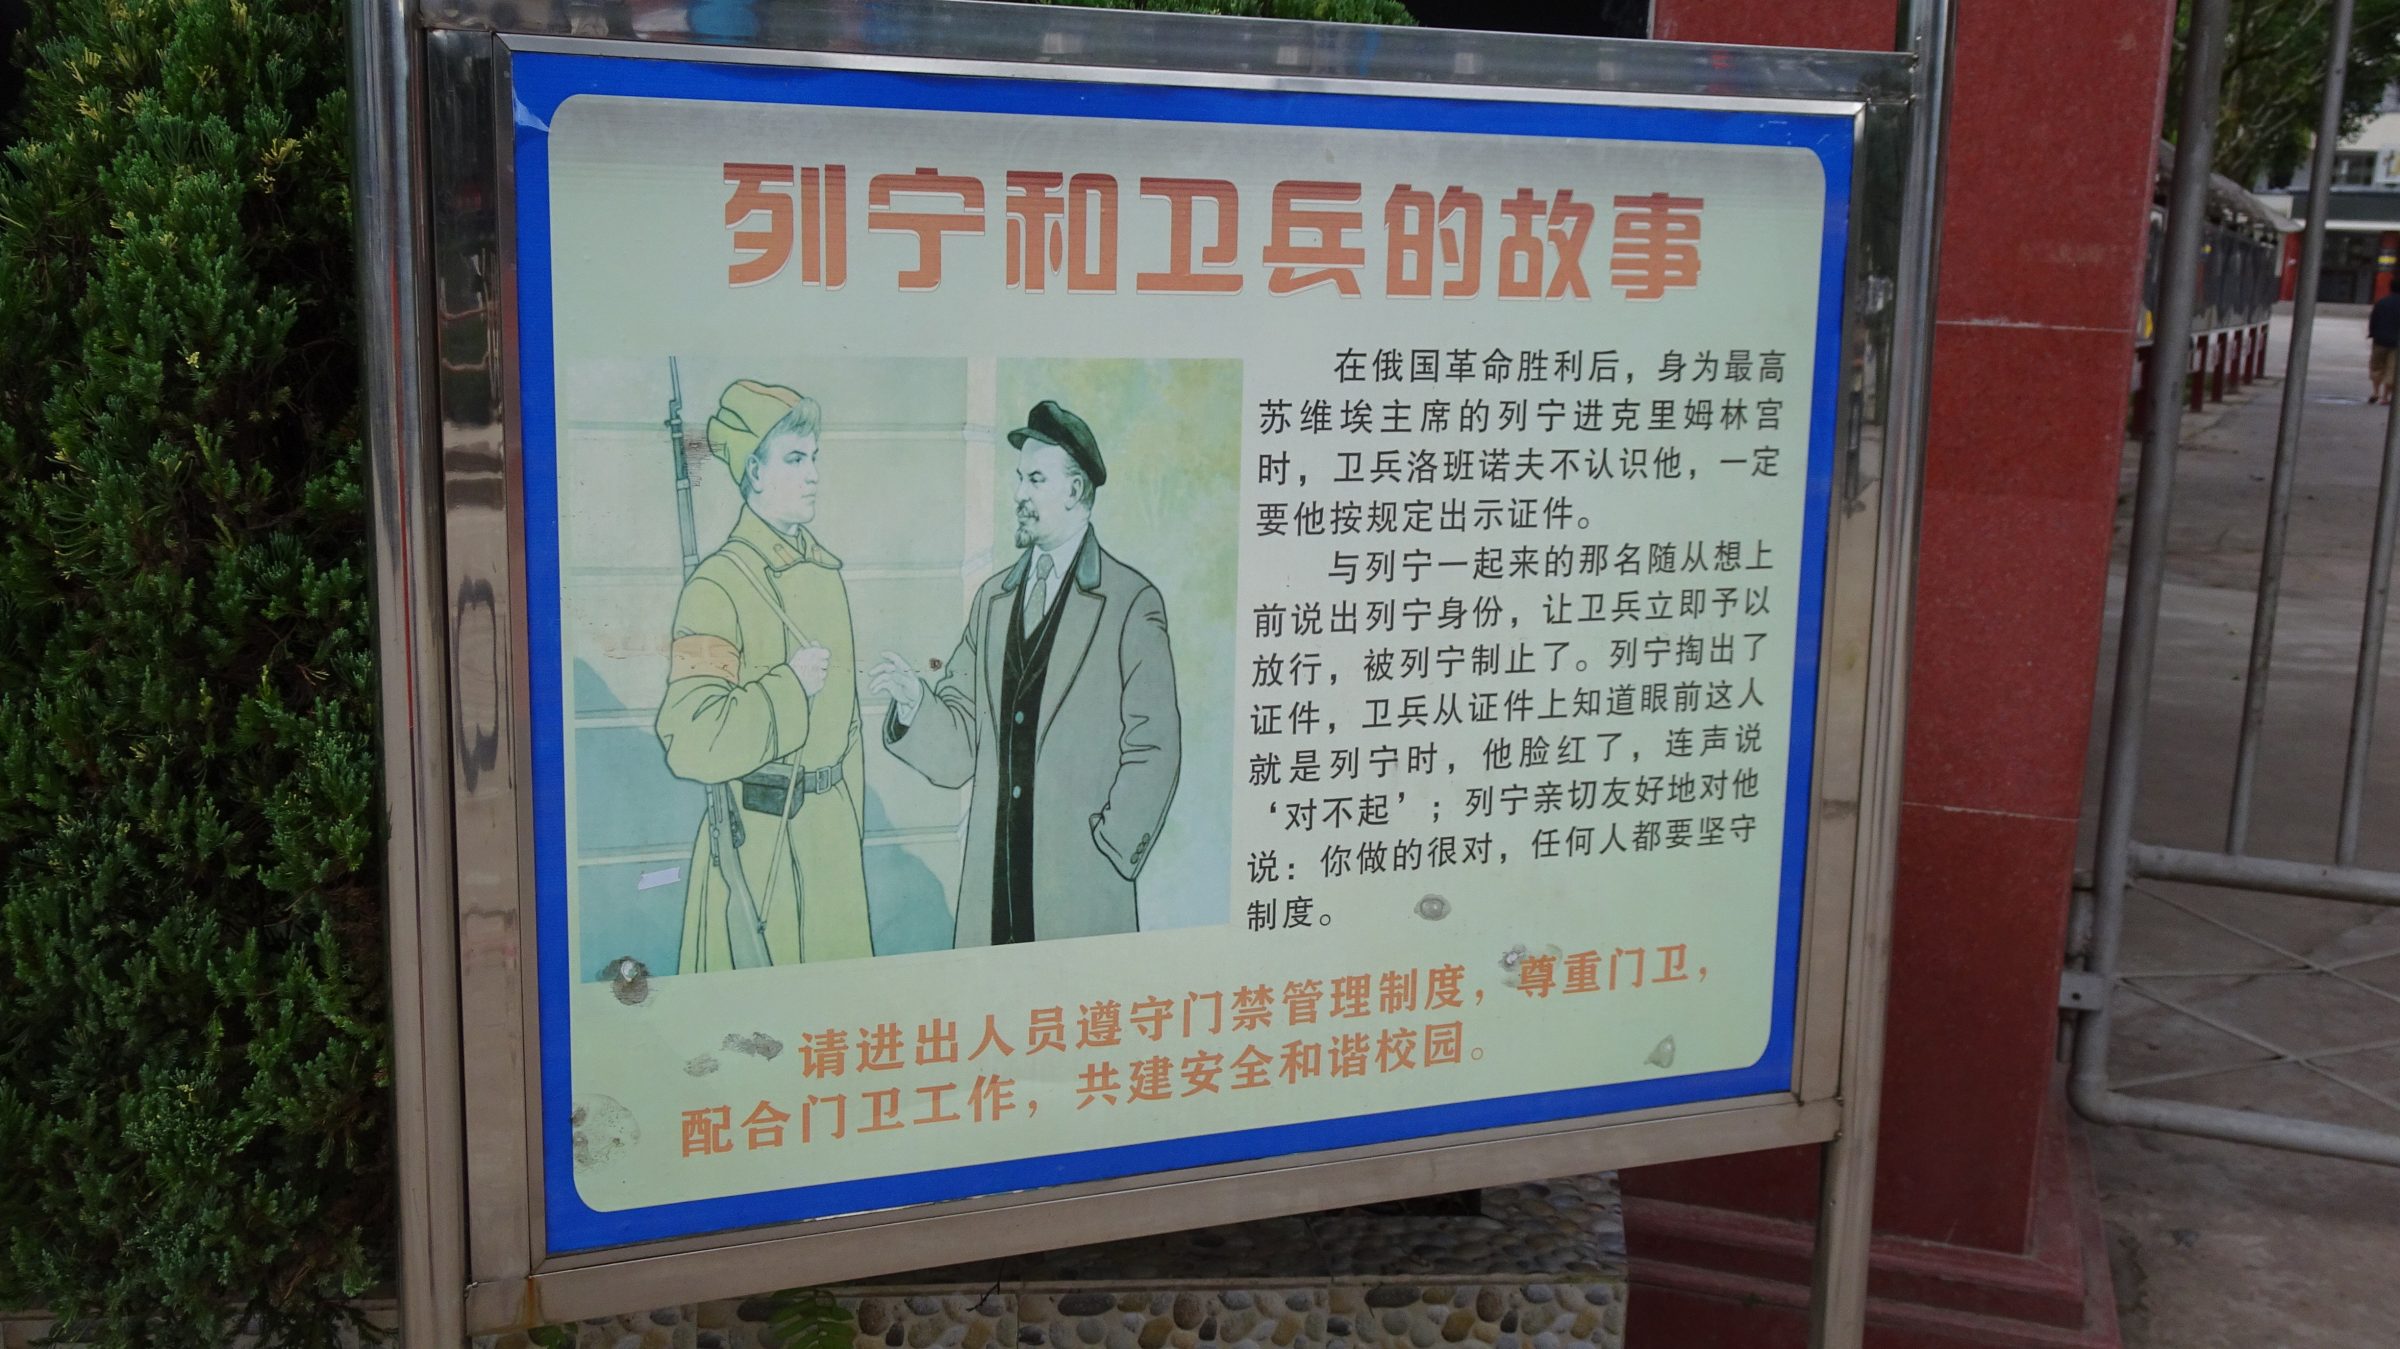 列宁和卫兵的故事
在俄国革命胜利后，身为最高
苏维埃主席的列宁进克里姆林宫
时，卫兵洛班诺夫不认识他，一定
要他按规定出示证件。
与列宁一起来的那名随从想上
前说出列宁身份，让卫兵立即予以
放行，被列宁制止了。列宁掏出了
证件，卫兵从证件上知道眼前这人
就是列宁时，他脸红了，连声说
‘对不起’；列宁亲切友好地对他
说：你做的很对，任何人都要坚守
制度。
请进出人员遵守门禁管理制度，尊重门卫，
配合门卫工作，共建安全和谐校园。